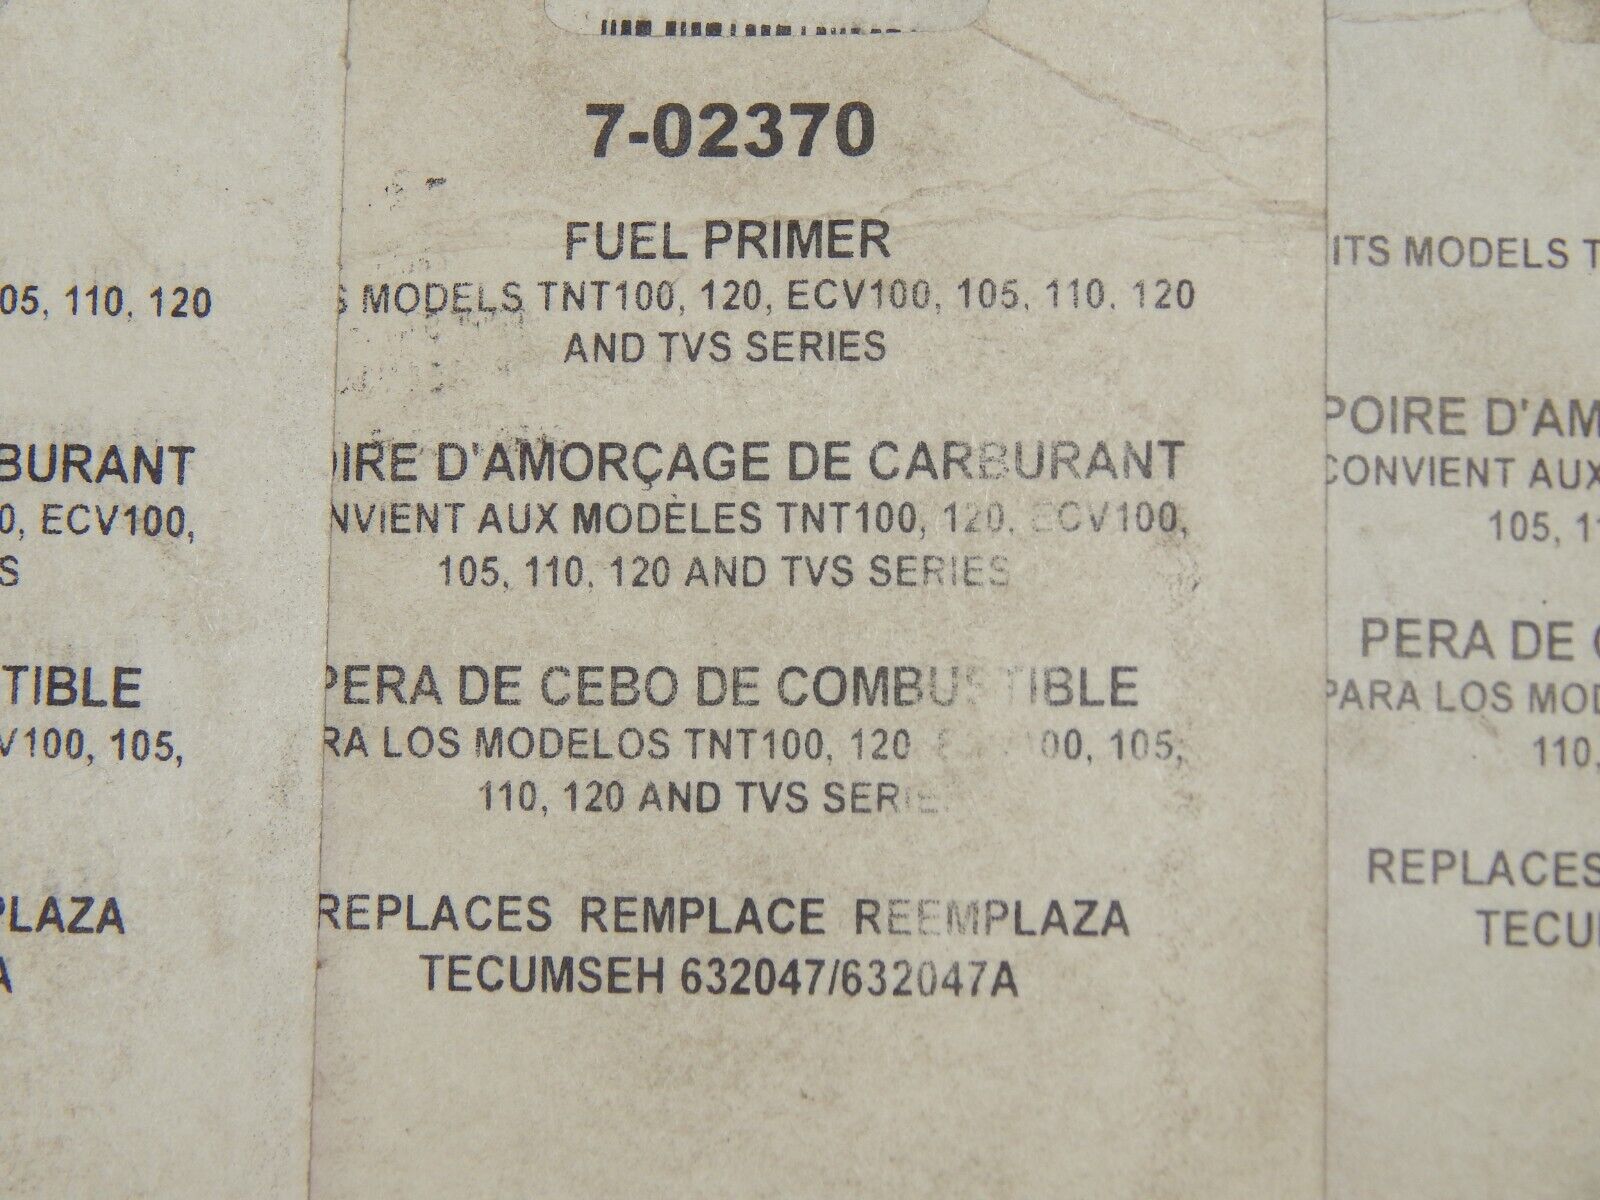 05, 110, 120
BURANT
0, ECV100,
S
TIBLE
V100, 105,
PLAZA
A
7-02370
FUEL PRIMER
S MODELS TNT100, 120, ECV100, 105, 110, 120
AND TVS SERIES
OIRE D'AMORÇAGE DE CARBURANT
NVIENT AUX MODÈLES TNT100, 120, ECV100,
105, 110, 120 AND TVS SERIES
PERA DE CEBO DE COMBUSTIBLE
RA LOS MODELOS TNT100, 120 00, 105,
110, 120 AND TVS SERIE
REPLACES REMPLACE REEMPLAZA
TECUMSEH 632047/632047A
ITS MODELS T
POIRE D'AM
CONVIENT AUX
105, 11
PERA DE C
PARA LOS MOD
110,
REPLACES
TECU